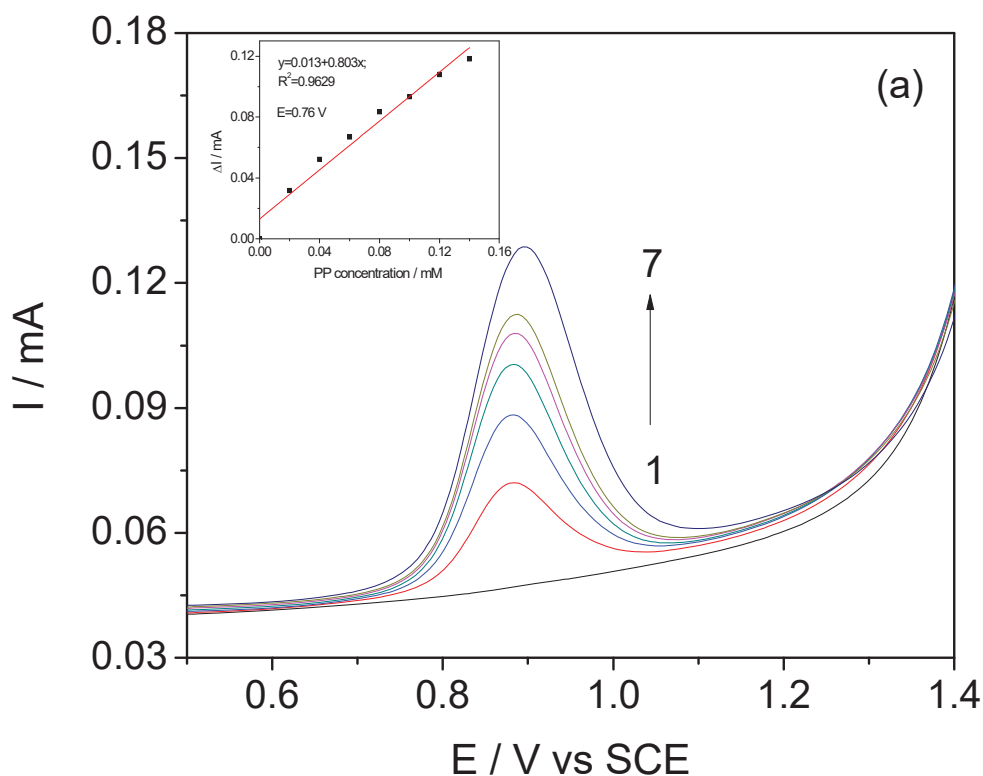 (a)
y=0.013+0.803x;
R²=0.9629
E=0.76 V
ΔI / mA
0.12
0.08
0.04
0.00
0.00 0.04 0.08 0.12 0.16
PP concentration / mM
7
1
I / mA
0.18
0.15
0.12
0.09
0.06
0.03
0.6 0.8 1.0 1.2 1.4
E / V vs SCE